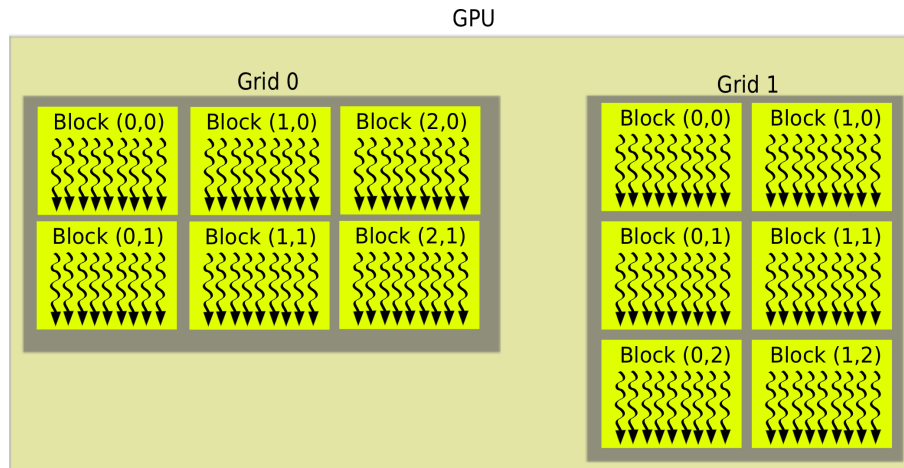 GPU
Grid 0
Block (0,0) Block (1,0) Block (2,0)
Block (0,1) Block (1,1) Block (2,1)
Grid 1
Block (0,0) Block (1,0)
Block (0,1) Block (1,1)
Block (0,2) Block (1,2)